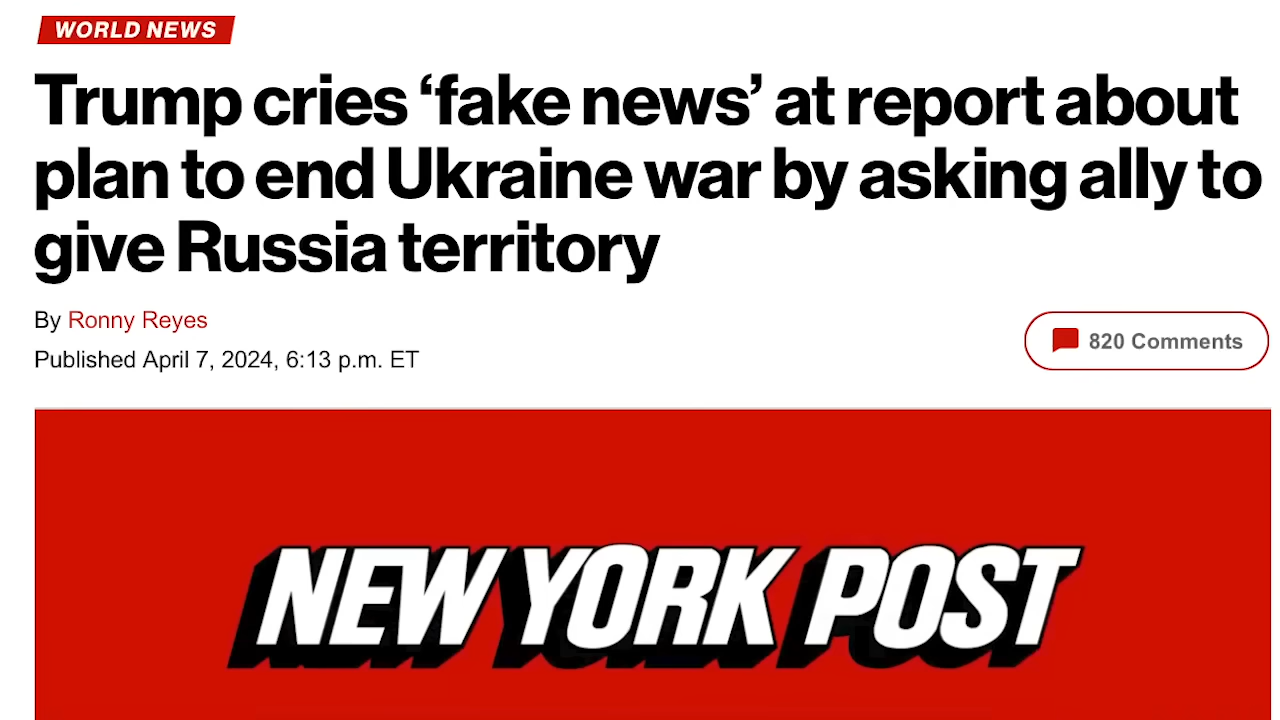 WORLD NEWS
Trump cries ‘fake news’ at report about
plan to end Ukraine war by asking ally to
give Russia territory
By Ronny Reyes
Published April 7, 2024, 6:13 p.m. ET
820 Comments
NEW YORK POST